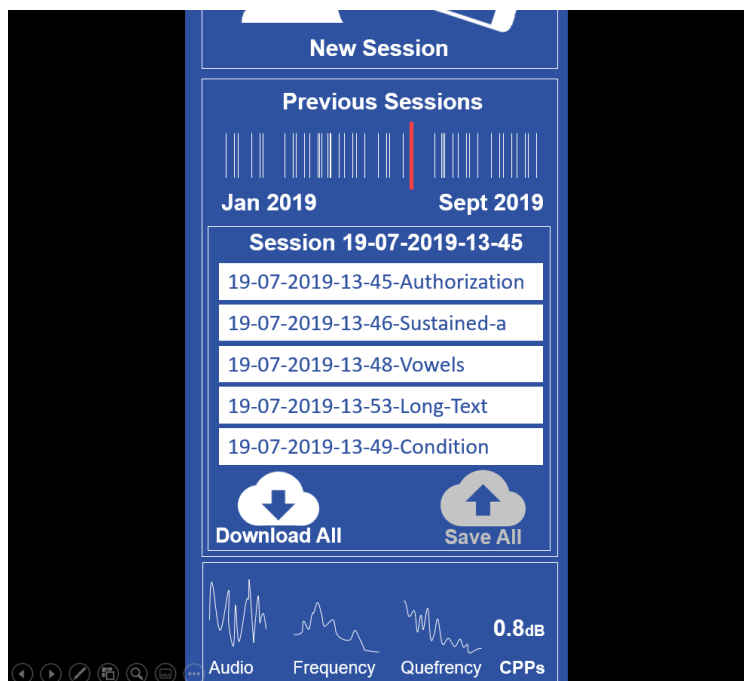 New Session
Previous Sessions
Jan 2019 Sept 2019
Session 19-07-2019-13-45
19-07-2019-13-45-Authorization
19-07-2019-13-46-Sustained-a
19-07-2019-13-48-Vowels
19-07-2019-13-53-Long-Text
19-07-2019-13-49-Condition
Download All Save All
0.8dB
Audio Frequency Quefrency CPPs